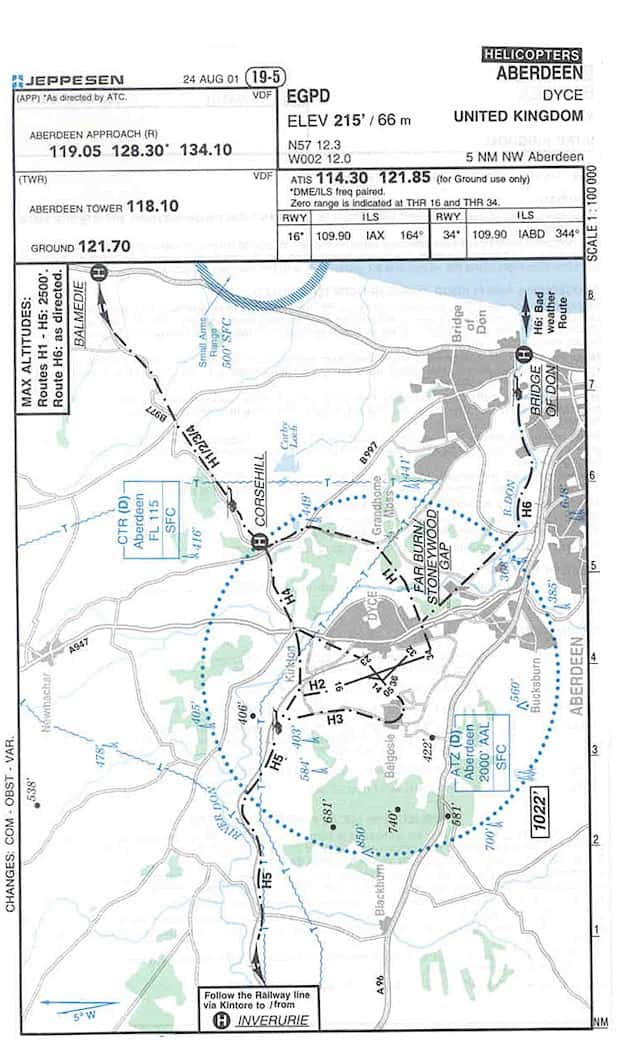 HELICOPTERS
JEPPESEN 24 AUG 01 19-5 ABERDEEN
(APP) *As directed by ATC. VDF
ABERDEEN APPROACH (R)
119.05 128.30* 134.10
(TWR) VDF
ABERDEEN TOWER 118.10
GROUND 121.70
EGPD DYCE
ELEV 215' / 66 m UNITED KINGDOM
N57 12.3
W002 12.0 5 NM NW Aberdeen
ATIS 114.30 121.85 (for Ground use only)
*DME/ILS freq paired.
Zero range is indicated at THR 16 and THR 34.
RWY ILS RWY ILS
16* 109.90 IAX 164° 34* 109.90 IABD 344°
SCALE 1 : 100 000
MAX ALTITUDES:
Routes H1 - H5: 2500'.
Route H6: as directed.
H
BALMEDIE
Small Arms
Range
500' SFC
Bridge
of
Don
H6: Bad
weather
Route
H
BRIDGE
OF DON
8
7
6
5
4
3
2
1
NM
B977
H1/2/3/4
Corby
Loch
B997
441'
CTR (D)
Aberdeen
FL 115
SFC
416'
H
CORSEHILL
449'
Grandhome
Moss
R.DON
H6
648'
H1
FAR BURN/
STONEYWOOD
GAP
385'
H4
DYCE
A947
Newmachar
Kirkton
23
32
34
H2
16
14
05
36
H3
ABERDEEN
Bucksburn
560'
405'
406'
403'
584'
478'
538'
H5
Balgosie
422'
ATZ (D)
Aberdeen
2000' AAL
SFC
RIVER DON
681'
740'
581'
850'
700'
1022'
H5
Blackburn
A96
5° W
Follow the Railway line
via Kintore to /from
H INVERURIE
CHANGES: COM - OBST - VAR.